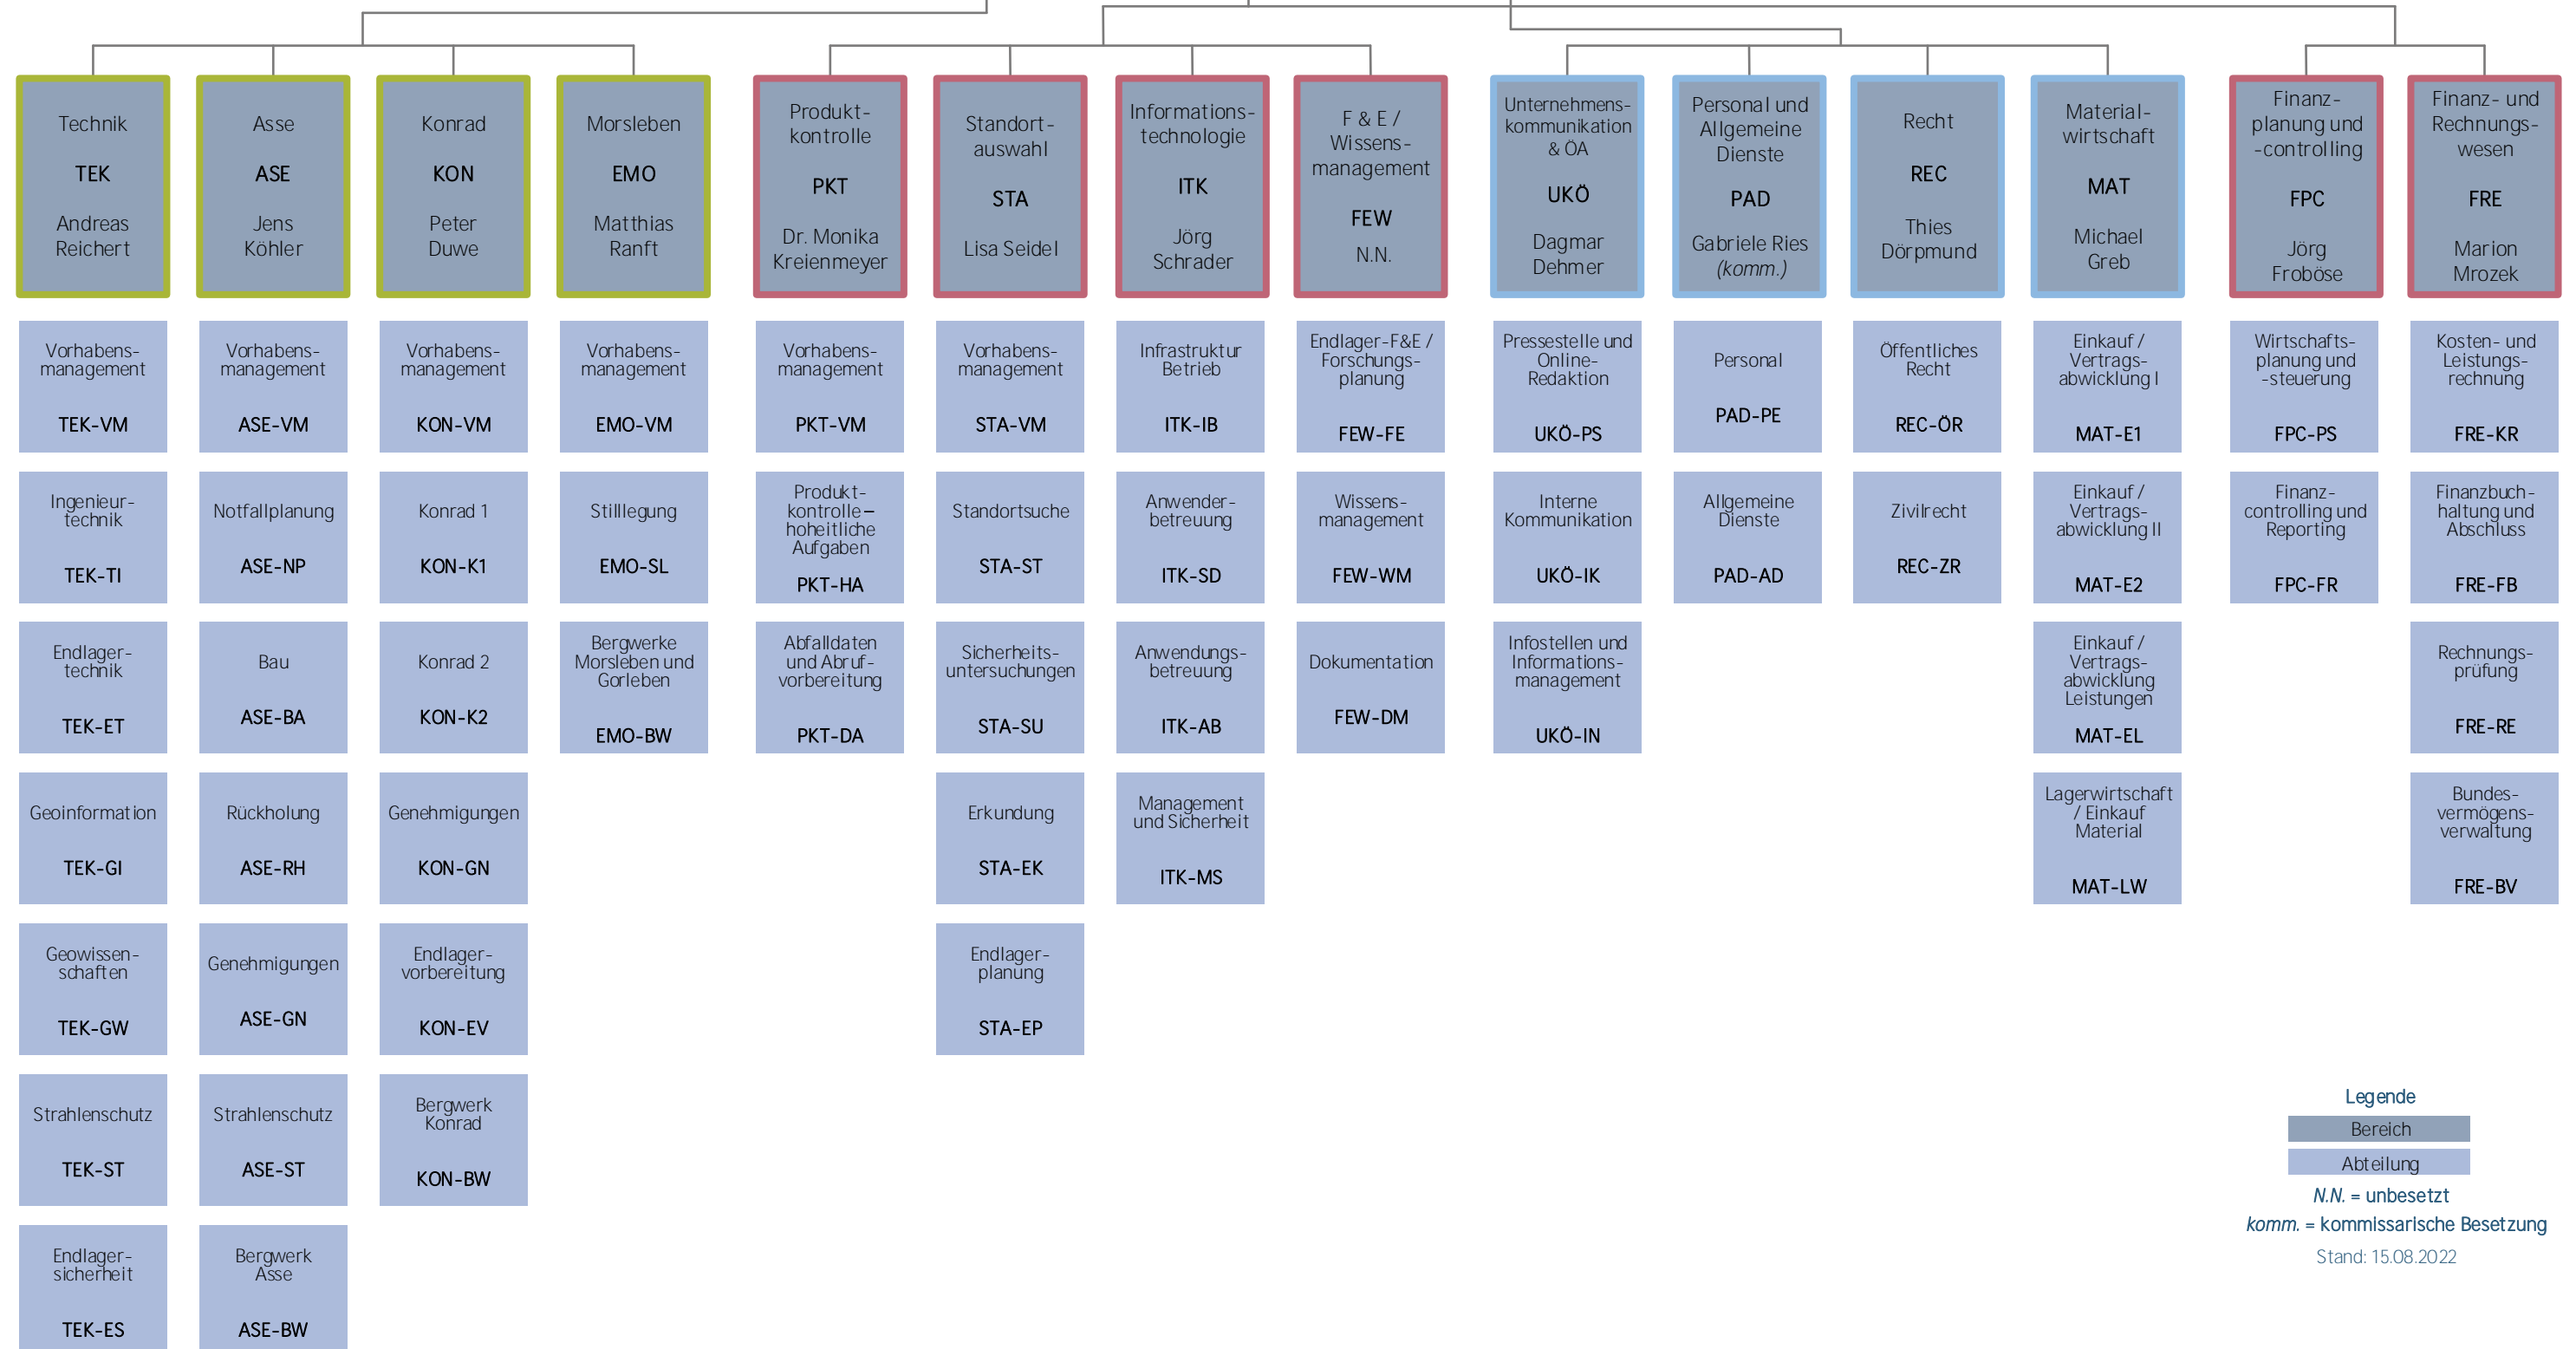 Technik
TEK
Andreas
Reichert
Asse
ASE
Jens
Köhler
Konrad
KON
Peter
Duwe
Morsleben
EMO
Matthias
Ranft
Produkt-
kontrolle
PKT
Dr. Monika
Kreienmeyer
Standort-
auswahl
STA
Lisa Seidel
Informations-
technologie
ITK
Jörg
Schrader
F & E /
Wissens-
management
FEW
N.N.
Unternehmens-
kommunikation
& ÖA
UKÖ
Dagmar
Dehmer
Personal und
Allgemeine
Dienste
PAD
Gabriele Ries
(komm.)
Recht
REC
Thies
Dörpmund
Material-
wirtschaft
MAT
Michael
Greb
Finanz-
planung und
-controlling
FPC
Jörg
Froböse
Finanz- und
Rechnungs-
wesen
FRE
Marion
Mrozek
Vorhabens-
management
TEK-VM
Ingenieur-
technik
TEK-TI
Endlager-
technik
TEK-ET
Geoinformation
TEK-GI
Geowissen-
schaften
TEK-GW
Strahlenschutz
TEK-ST
Endlager-
sicherheit
TEK-ES
Vorhabens-
management
ASE-VM
Notfallplanung
ASE-NP
Bau
ASE-BA
Rückholung
ASE-RH
Genehmigungen
ASE-GN
Strahlenschutz
ASE-ST
Bergwerk
Asse
ASE-BW
Vorhabens-
management
KON-VM
Konrad 1
KON-K1
Konrad 2
KON-K2
Genehmigungen
KON-GN
Endlager-
vorbereitung
KON-EV
Bergwerk
Konrad
KON-BW
Vorhabens-
management
EMO-VM
Stilllegung
EMO-SL
Bergwerke
Morsleben und
Gorleben
EMO-BW
Vorhabens-
management
PKT-VM
Produkt-
kontrolle –
hoheitliche
Aufgaben
PKT-HA
Abfalldaten
und Abruf-
vorbereitung
PKT-DA
Vorhabens-
management
STA-VM
Standortsuche
STA-ST
Sicherheits-
untersuchungen
STA-SU
Erkundung
STA-EK
Endlager-
planung
STA-EP
Infrastruktur
Betrieb
ITK-IB
Anwender-
betreuung
ITK-SD
Anwendungs-
betreuung
ITK-AB
Management
und Sicherheit
ITK-MS
Endlager-F&E /
Forschungs-
planung
FEW-FE
Wissens-
management
FEW-WM
Dokumentation
FEW-DM
Pressestelle und
Online-
Redaktion
UKÖ-PS
Interne
Kommunikation
UKÖ-IK
Infostellen und
Informations-
management
UKÖ-IN
Personal
PAD-PE
Allgemeine
Dienste
PAD-AD
Öffentliches
Recht
REC-ÖR
Zivilrecht
REC-ZR
Einkauf /
Vertrags-
abwicklung I
MAT-E1
Einkauf /
Vertrags-
abwicklung II
MAT-E2
Einkauf /
Vertrags-
abwicklung
Leistungen
MAT-EL
Lagerwirtschaft
/ Einkauf
Material
MAT-LW
Wirtschafts-
planung und
-steuerung
FPC-PS
Finanz-
controlling und
Reporting
FPC-FR
Kosten- und
Leistungs-
rechnung
FRE-KR
Finanzbuch-
haltung und
Abschluss
FRE-FB
Rechnungs-
prüfung
FRE-RE
Bundes-
vermögens-
verwaltung
FRE-BV
Legende
Bereich
Abteilung
N.N. = unbesetzt
komm. = kommissarische Besetzung
Stand: 15.08.2022